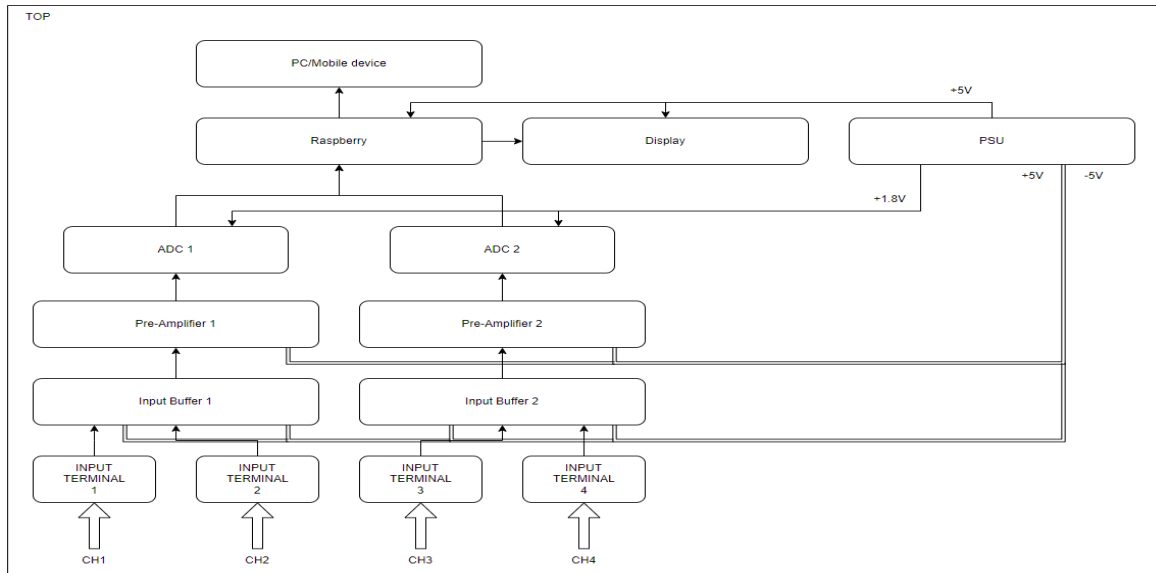 TOP
PC/Mobile device
+5V
Raspberry
Display
PSU
+5V
-5V
+1.8V
ADC 1
ADC 2
Pre-Amplifier 1
Pre-Amplifier 2
Input Buffer 1
Input Buffer 2
INPUT
TERMINAL
1
INPUT
TERMINAL
2
INPUT
TERMINAL
3
INPUT
TERMINAL
4
CH1
CH2
CH3
CH4